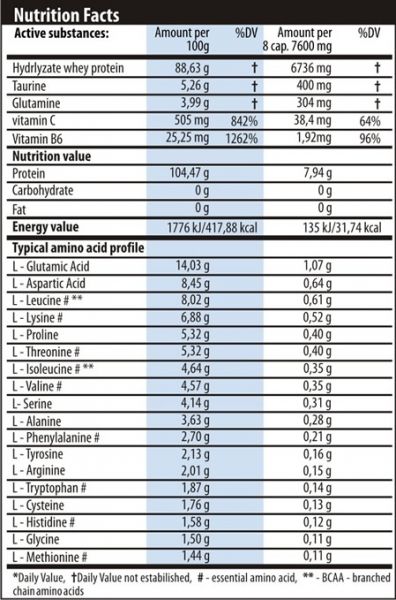 Nutrition Facts
Active substances: Amount per 100g %DV Amount per 8 cap. 7600 mg %DV
Hydrlyzate whey protein 88,63 g † 6736 mg †
Taurine 5,26 g † 400 mg †
Glutamine 3,99 g † 304 mg †
vitamin C 505 mg 842% 38,4 mg 64%
Vitamin B6 25,25 mg 1262% 1,92mg 96%
Nutrition value
Protein 104,47 g 7,94 g
Carbohydrate 0 g 0 g
Fat 0 g 0 g
Energy value 1776 kJ/417,88 kcal 135 kJ/31,74 kcal
Typical amino acid profile
L - Glutamic Acid 14,03 g 1,07 g
L - Aspartic Acid 8,45 g 0,64 g
L - Leucine # ** 8,02 g 0,61 g
L - Lysine # 6,88 g 0,52 g
L - Proline 5,32 g 0,40 g
L - Threonine # 5,32 g 0,40 g
L - Isoleucine # ** 4,64 g 0,35 g
L - Valine # 4,57 g 0,35 g
L- Serine 4,14 g 0,31 g
L - Alanine 3,63 g 0,28 g
L - Phenylalanine # 2,70 g 0,21 g
L - Tyrosine 2,13 g 0,16 g
L - Arginine 2,01 g 0,15 g
L - Tryptophan # 1,87 g 0,14 g
L - Cysteine 1,76 g 0,13 g
L - Histidine # 1,58 g 0,12 g
L - Glycine 1,50 g 0,11 g
L - Methionine # 1,44 g 0,11 g
*Daily Value, †Daily Value not estabilished, # - essential amino acid, ** - BCAA - branched
chain amino acids